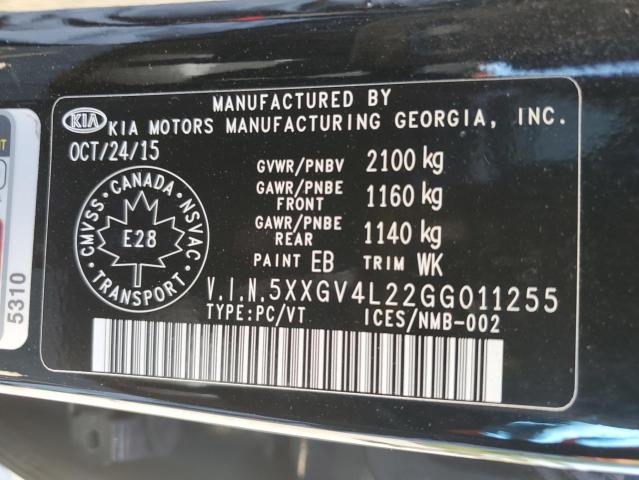 MANUFACTURED BY
KIA KIA MOTORS MANUFACTURING GEORGIA, INC.
OCT/24/15
GVWR/PNBV 2100 kg
GAWR/PNBE FRONT 1160 kg
GAWR/PNBE REAR 1140 kg
PAINT EB TRIM WK
CMVSS • CANADA • NSVAC • TRANSPORT •
E28
V.I.N.5XXGV4L22GG011255
TYPE:PC/VT ICES/NMB-002
5310